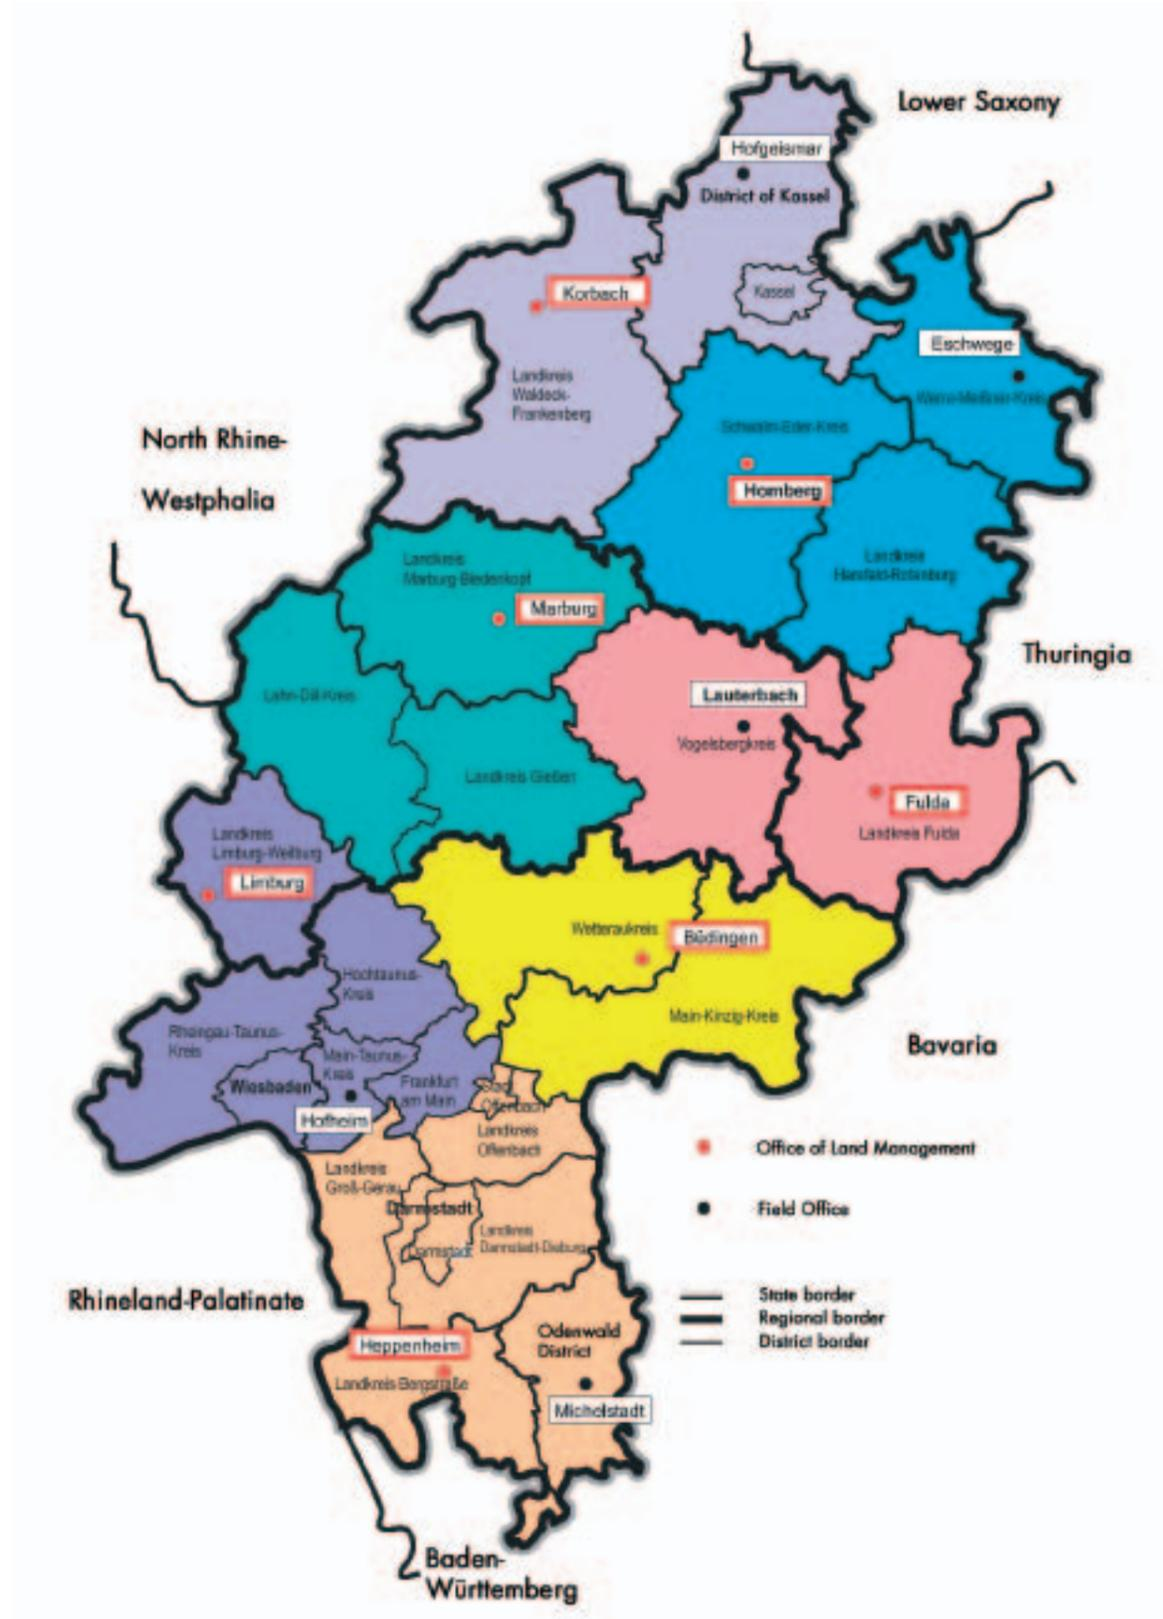 Lower Saxony
Hofgeismar
District of Kassel
Kassel
Korbach
Eschwege
Werra-Meißner-Kreis
Landkreis
Waldeck-
Frankenberg
Schwalm-Eder-Kreis
North Rhine-
Westphalia
Homberg
Landkreis
Hersfeld-Rotenburg
Landkreis
Marburg-Biedenkopf
Marburg
Thuringia
Lauterbach
Lahn-Dill-Kreis
Vogelsbergkreis
Landkreis Gießen
Fulda
Landkreis Fulda
Landkreis
Limburg-Weilburg
Limburg
Wetteraukreis
Büdingen
Hochtaunus-
Kreis
Main-Kinzig-Kreis
Rheingau-Taunus-
Kreis
Bavaria
Main-Taunus-
Kreis
Wiesbaden
Frankfurt
am Main
Stadt
Offenbach
Hofheim
Landkreis
Offenbach
Office of Land Management
Landkreis
Groß-Gerau
Darmstadt
Field Office
Landkreis
Darmstadt-Dieburg
Darmstadt
Rhineland-Palatinate
State border
Regional border
District border
Odenwald
District
Heppenheim
Landkreis Bergstraße
Michelstadt
Baden-
Württemberg